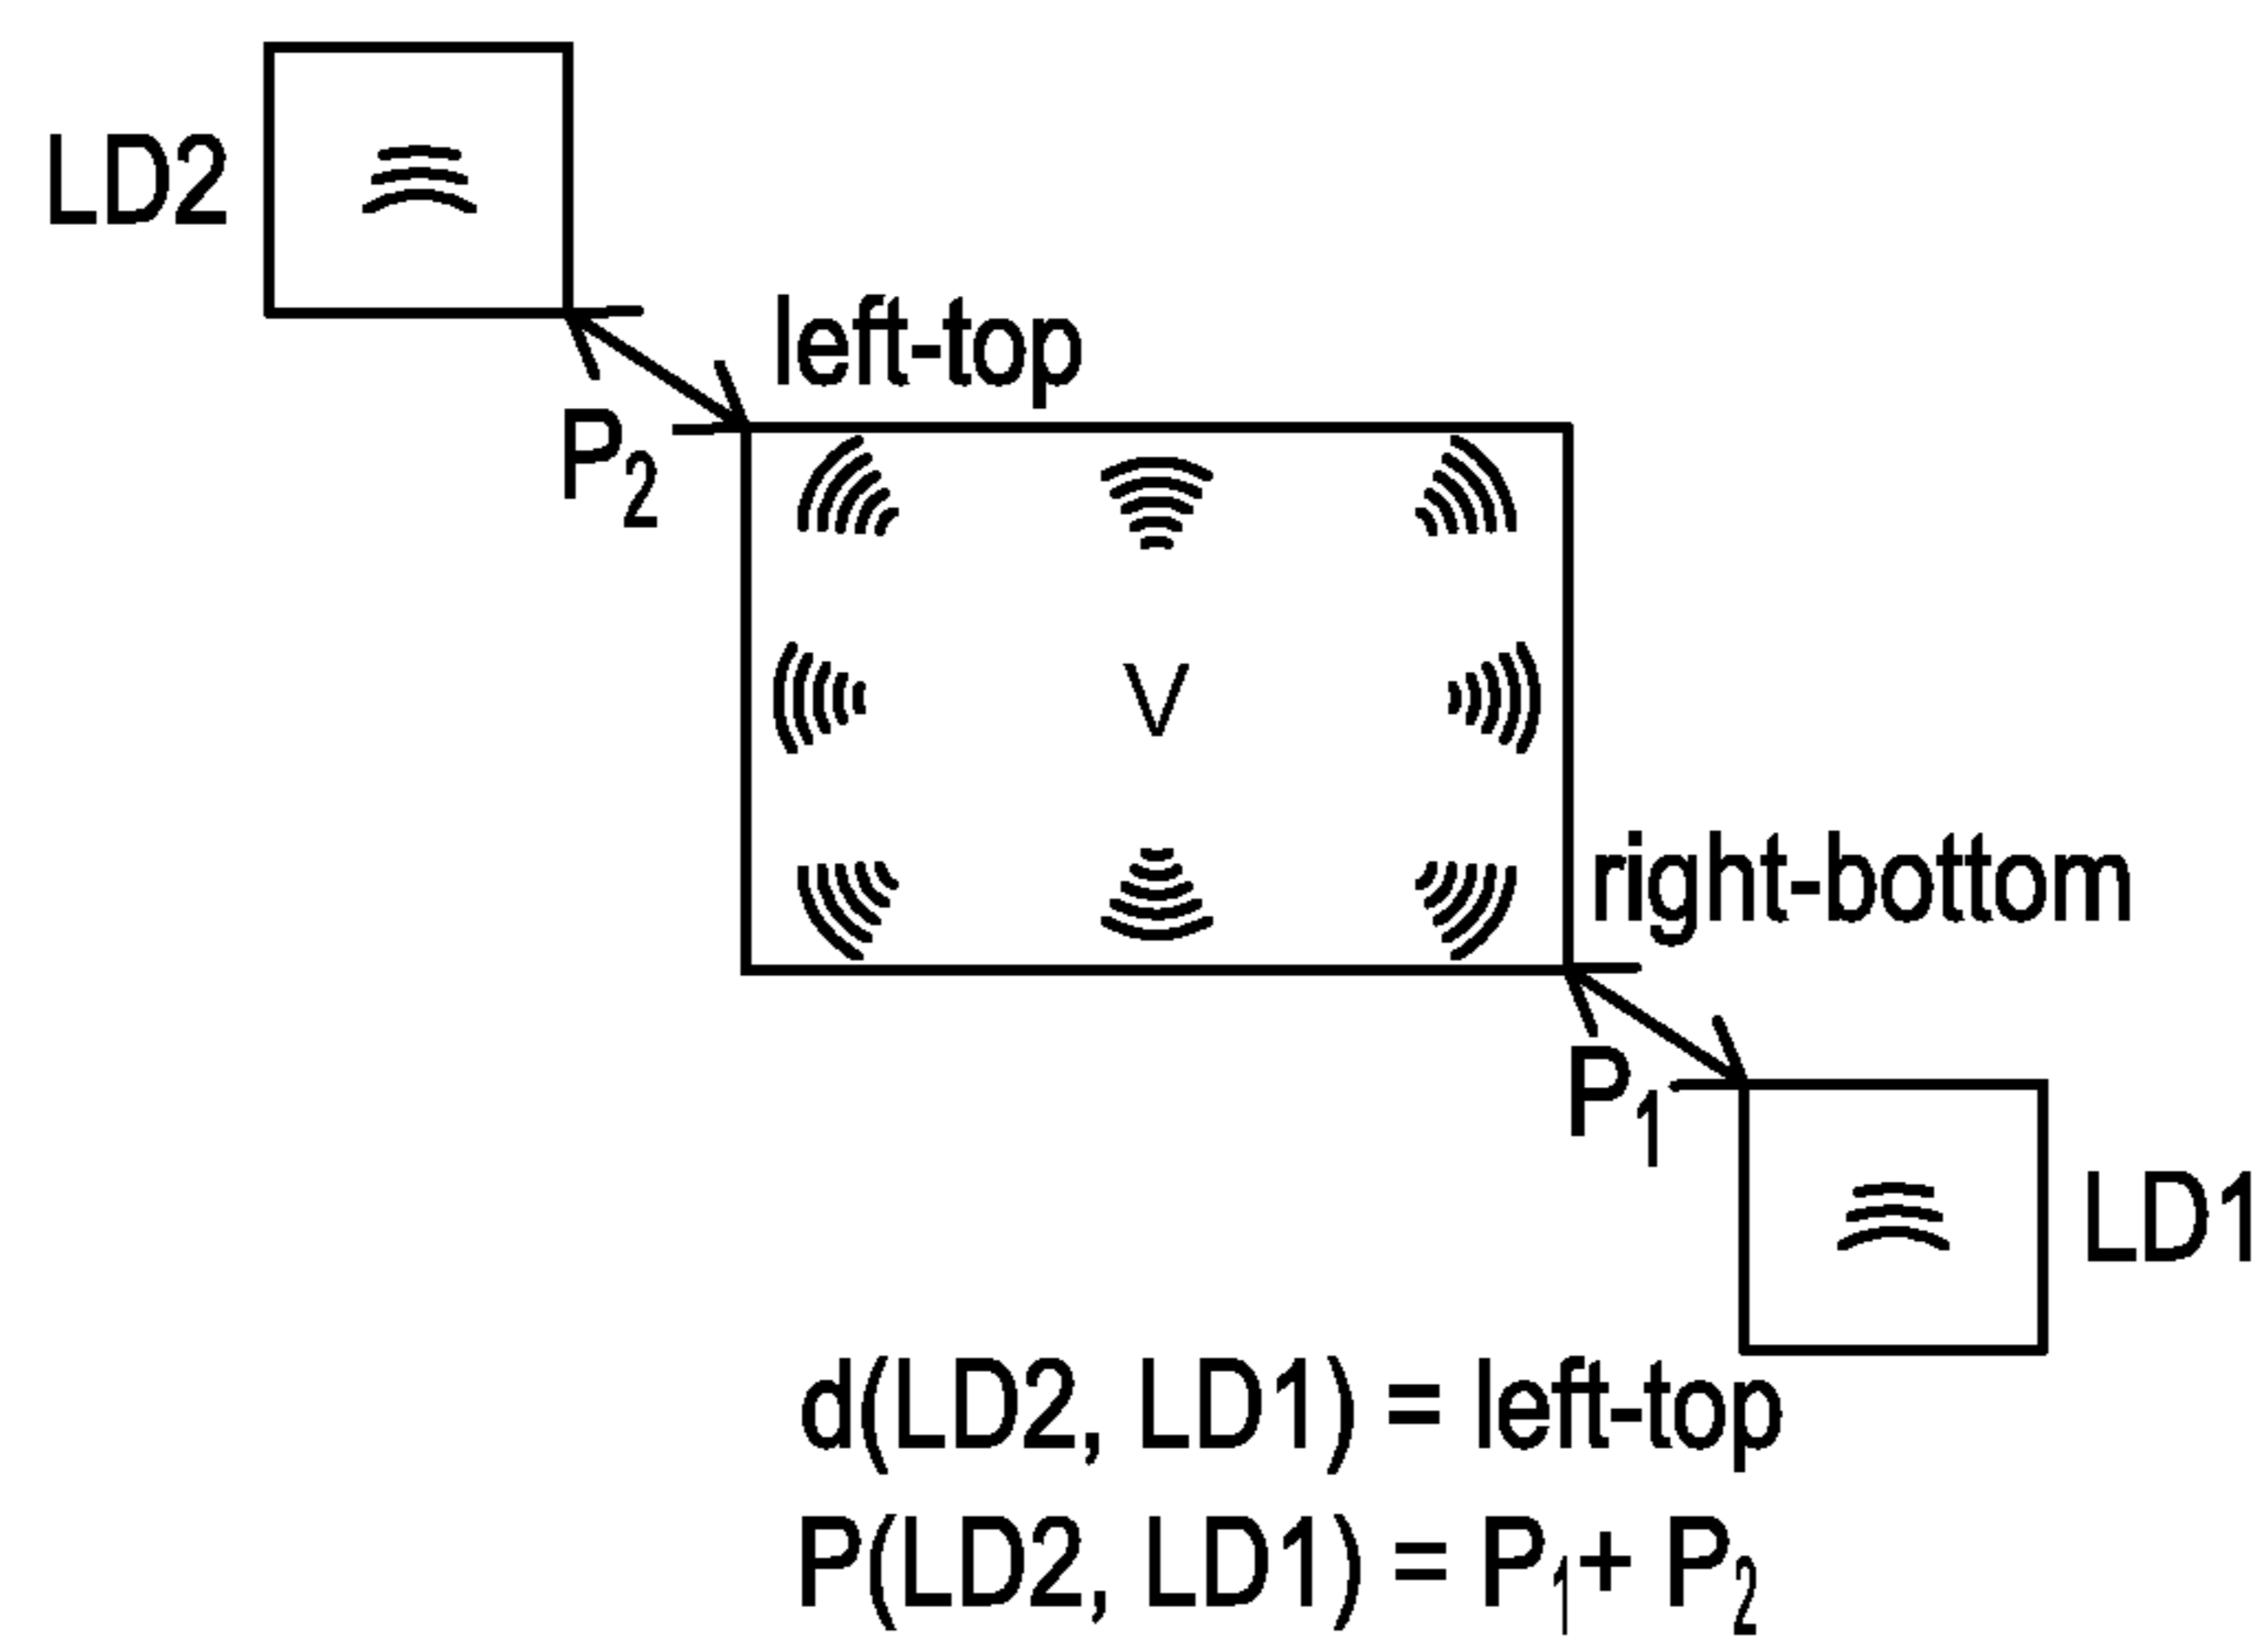 LD2
left-top
P₂
V
right-bottom
P₁
LD1
d(LD2, LD1) = left-top
P(LD2, LD1) = P₁+ P₂